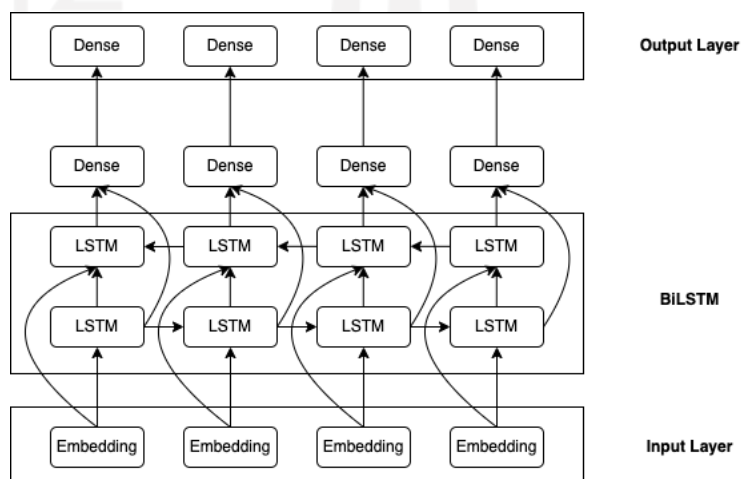 Dense Dense Dense Dense Output Layer
Dense Dense Dense Dense
LSTM LSTM LSTM LSTM
BiLSTM
LSTM LSTM LSTM LSTM
Embedding Embedding Embedding Embedding Input Layer